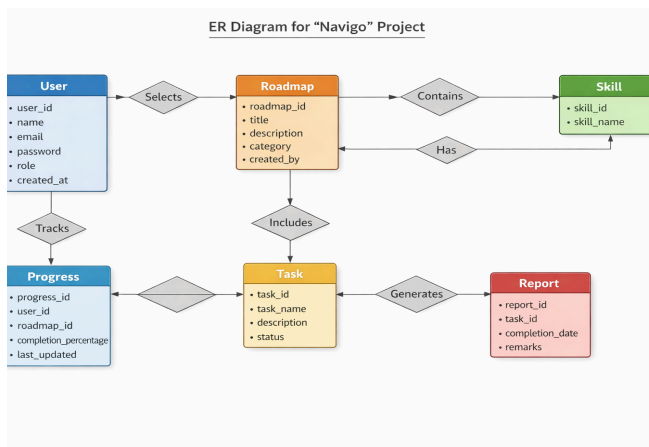 ER Diagram for “Navigo” Project
User
• user_id
• name
• email
• password
• role
• created_at
Selects
Roadmap
• roadmap_id
• title
• description
• category
• created_by
Contains
Skill
• skill_id
• skill_name
Has
Tracks
Includes
Progress
• progress_id
• user_id
• roadmap_id
• completion_percentage
• last_updated
Task
• task_id
• task_name
• description
• status
Generates
Report
• report_id
• task_id
• completion_date
• remarks